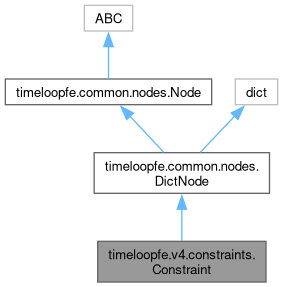 ABC
timeloopfe.common.nodes.Node
dict
timeloopfe.common.nodes.
DictNode
timeloopfe.v4.constraints.
Constraint